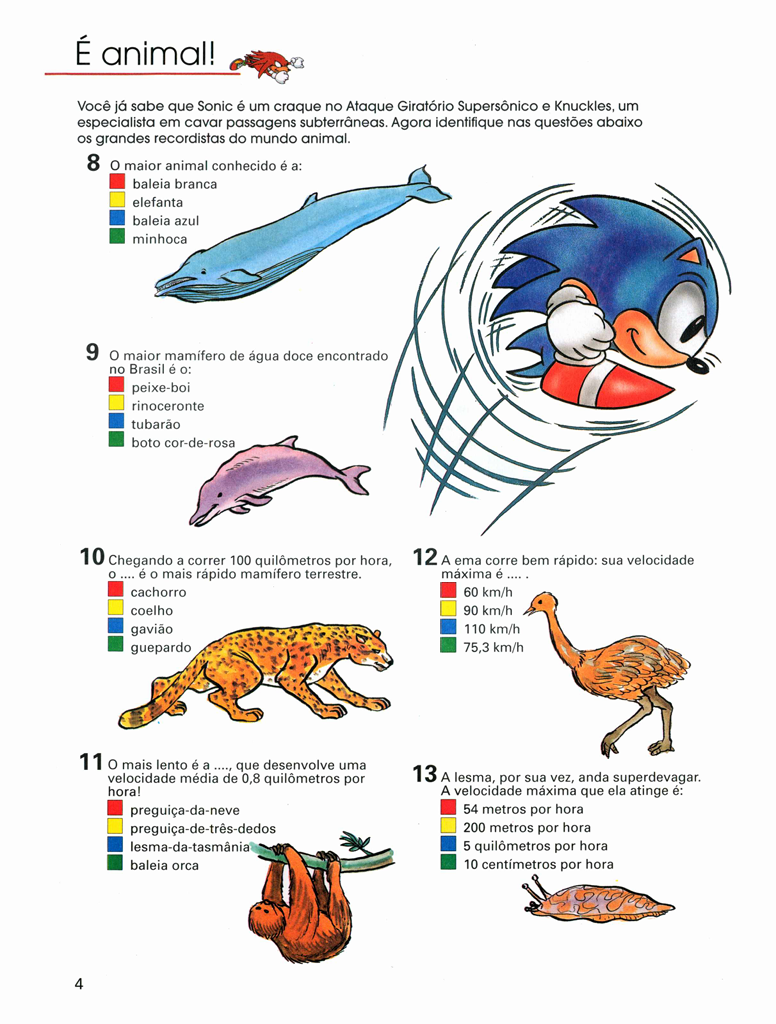 É animal!
Você já sabe que Sonic é um craque no Ataque Giratório Supersônico e Knuckles, um
especialista em cavar passagens subterrâneas. Agora identifique nas questões abaixo
os grandes recordistas do mundo animal.
8 O maior animal conhecido é a:
baleia branca
elefanta
baleia azul
minhoca
9 O maior mamífero de água doce encontrado
no Brasil é o:
peixe-boi
rinoceronte
tubarão
boto cor-de-rosa
10 Chegando a correr 100 quilômetros por hora,
o .... é o mais rápido mamífero terrestre.
cachorro
coelho
gavião
guepardo
11 O mais lento é a ...., que desenvolve uma
velocidade média de 0,8 quilômetros por
hora!
preguiça-da-neve
preguiça-de-três-dedos
lesma-da-tasmânia
baleia orca
12 A ema corre bem rápido: sua velocidade
máxima é .... .
60 km/h
90 km/h
110 km/h
75,3 km/h
13 A lesma, por sua vez, anda superdevagar.
A velocidade máxima que ela atinge é:
54 metros por hora
200 metros por hora
5 quilômetros por hora
10 centímetros por hora
4